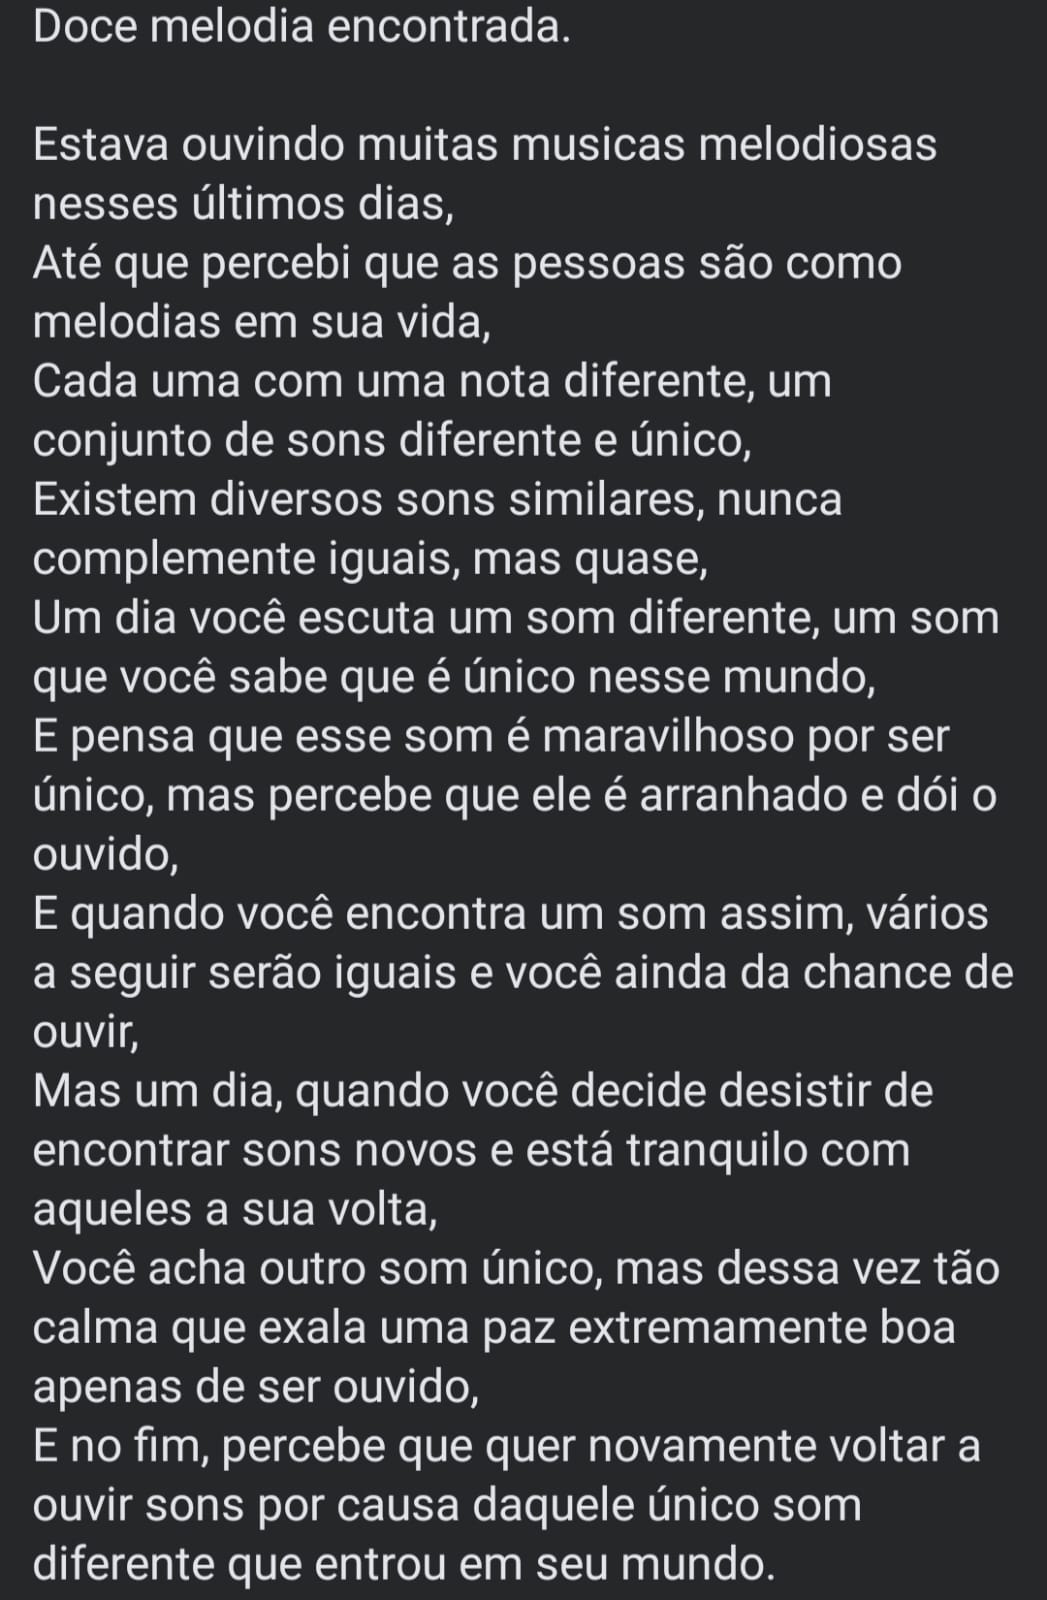 Doce melodia encontrada.
Estava ouvindo muitas musicas melodiosas
nesses últimos dias,
Até que percebi que as pessoas são como
melodias em sua vida,
Cada uma com uma nota diferente, um
conjunto de sons diferente e único,
Existem diversos sons similares, nunca
complemente iguais, mas quase,
Um dia você escuta um som diferente, um som
que você sabe que é único nesse mundo,
E pensa que esse som é maravilhoso por ser
único, mas percebe que ele é arranhado e dói o
ouvido,
E quando você encontra um som assim, vários
a seguir serão iguais e você ainda da chance de
ouvir,
Mas um dia, quando você decide desistir de
encontrar sons novos e está tranquilo com
aqueles a sua volta,
Você acha outro som único, mas dessa vez tão
calma que exala uma paz extremamente boa
apenas de ser ouvido,
E no fim, percebe que quer novamente voltar a
ouvir sons por causa daquele único som
diferente que entrou em seu mundo.